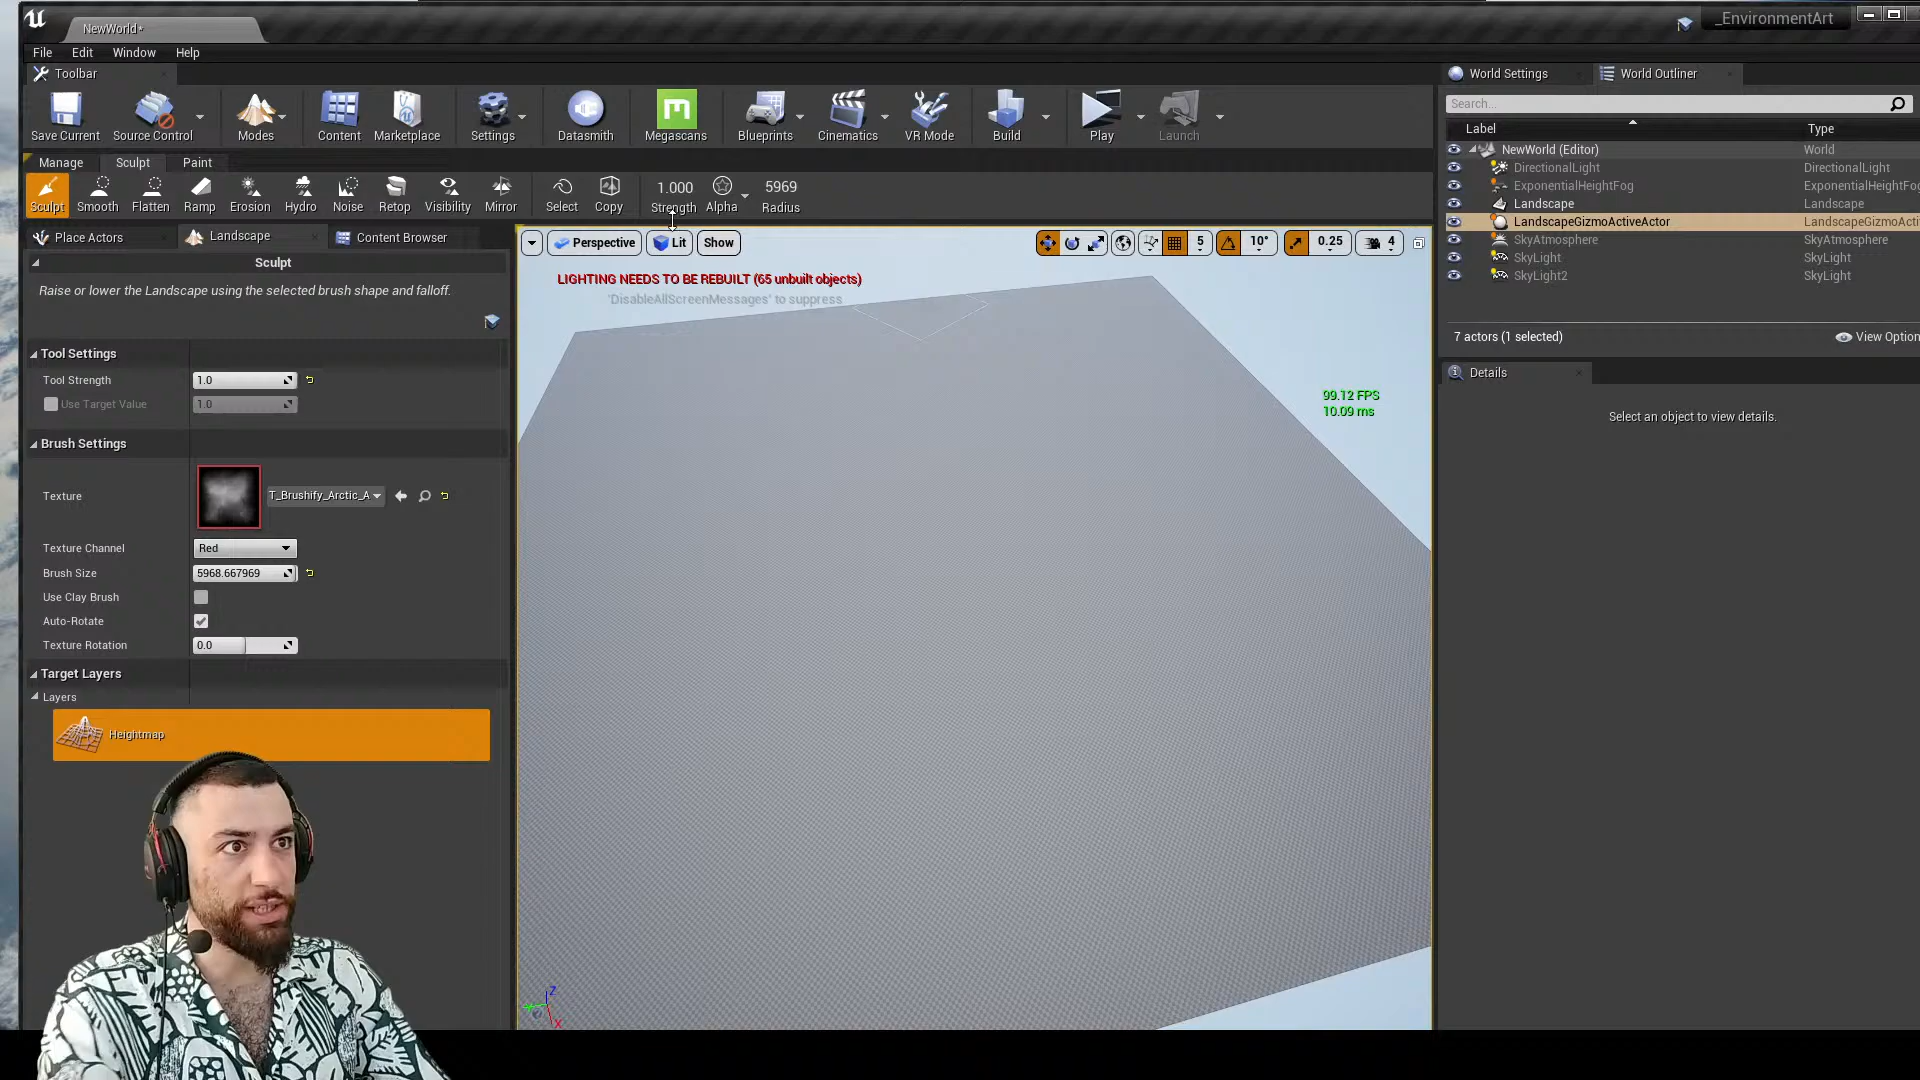 NewWorld*
_EnvironmentArt
File Edit Window Help
Toolbar
World Settings World Outliner
Save Current Source Control Modes Content Marketplace Settings Datasmith Megascans Blueprints Cinematics VR Mode Build Play Launch
Search...
Label Type
NewWorld (Editor) World
DirectionalLight DirectionalLight
ExponentialHeightFog ExponentialHeightFo
Landscape Landscape
LandscapeGizmoActiveActor LandscapeGizmoActi
SkyAtmosphere SkyAtmosphere
SkyLight SkyLight
SkyLight2 SkyLight
7 actors (1 selected) View Option
Details
Select an object to view details.
Manage Sculpt Paint
1.000 5969
Sculpt Smooth Flatten Ramp Erosion Hydro Noise Retop Visibility Mirror Select Copy Strength Alpha Radius
Place Actors Landscape Content Browser
Perspective Lit Show 5 10° 0.25 4
Sculpt
Raise or lower the Landscape using the selected brush shape and falloff.
Tool Settings
Tool Strength 1.0
Use Target Value 1.0
Brush Settings
Texture T_Brushify_Arctic_A
Texture Channel Red
Brush Size 5968.667969
Use Clay Brush
Auto-Rotate
Texture Rotation 0.0
Target Layers
Layers
Heightmap
LIGHTING NEEDS TO BE REBUILT (65 unbuilt objects)
'DisableAllScreenMessages' to suppress
99.12 FPS
10.09 ms
Z
X